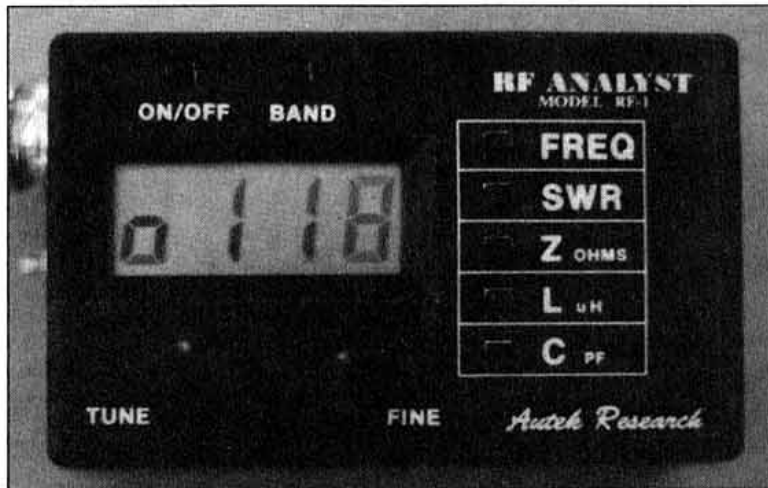 RF ANALYST
MODEL RF-1
ON/OFF BAND
o 118
FREQ
SWR
Z OHMS
L uH
C PF
TUNE
FINE
Autek Research